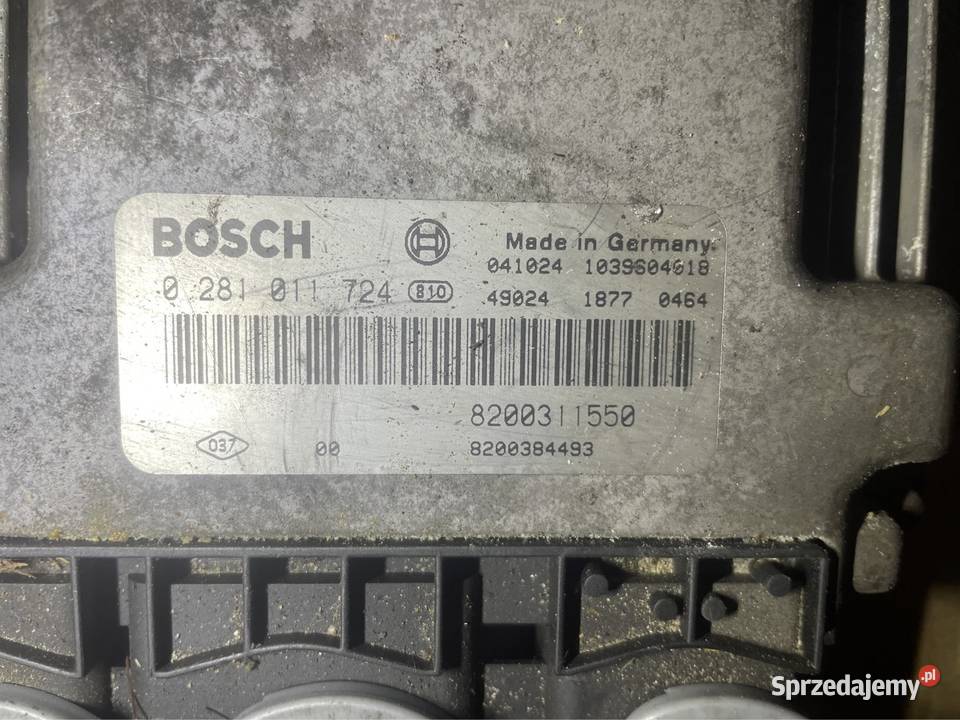 BOSCH
Made in Germany.
041024 1039S04018
0 281 011 724 810
49024 1877 0464
8200311550
037 00 8200384493
Sprzedajemy.pl